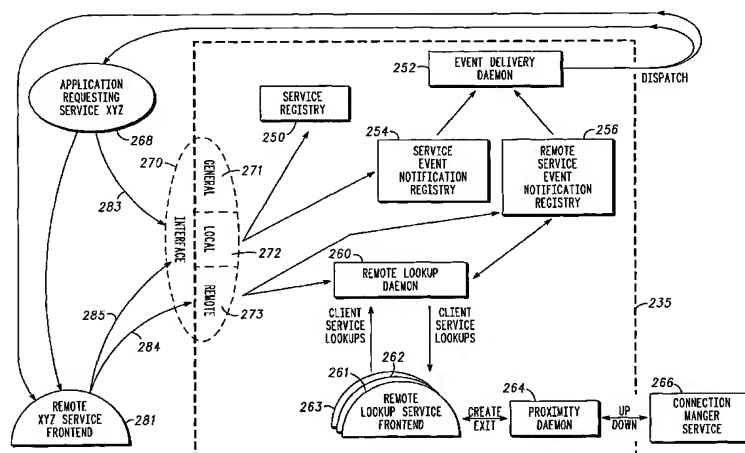 252
EVENT DELIVERY
DAEMON
DISPATCH
APPLICATION
REQUESTING
SERVICE XYZ
268
SERVICE
REGISTRY
250
254
SERVICE
EVENT
NOTIFICATION
REGISTRY
256
REMOTE
SERVICE
EVENT
NOTIFICATION
REGISTRY
270
271
GENERAL
INTERFACE
LOCAL
272
REMOTE
273
283
285
284
260
REMOTE LOOKUP
DAEMON
235
CLIENT
SERVICE
LOOKUPS
CLIENT
SERVICE
LOOKUPS
261
262
263
REMOTE
LOOKUP SERVICE
FRONTEND
CREATE
EXIT
264
PROXIMITY
DAEMON
UP
DOWN
266
CONNECTION
MANGER
SERVICE
REMOTE
XYZ SERVICE
FRONTEND
281